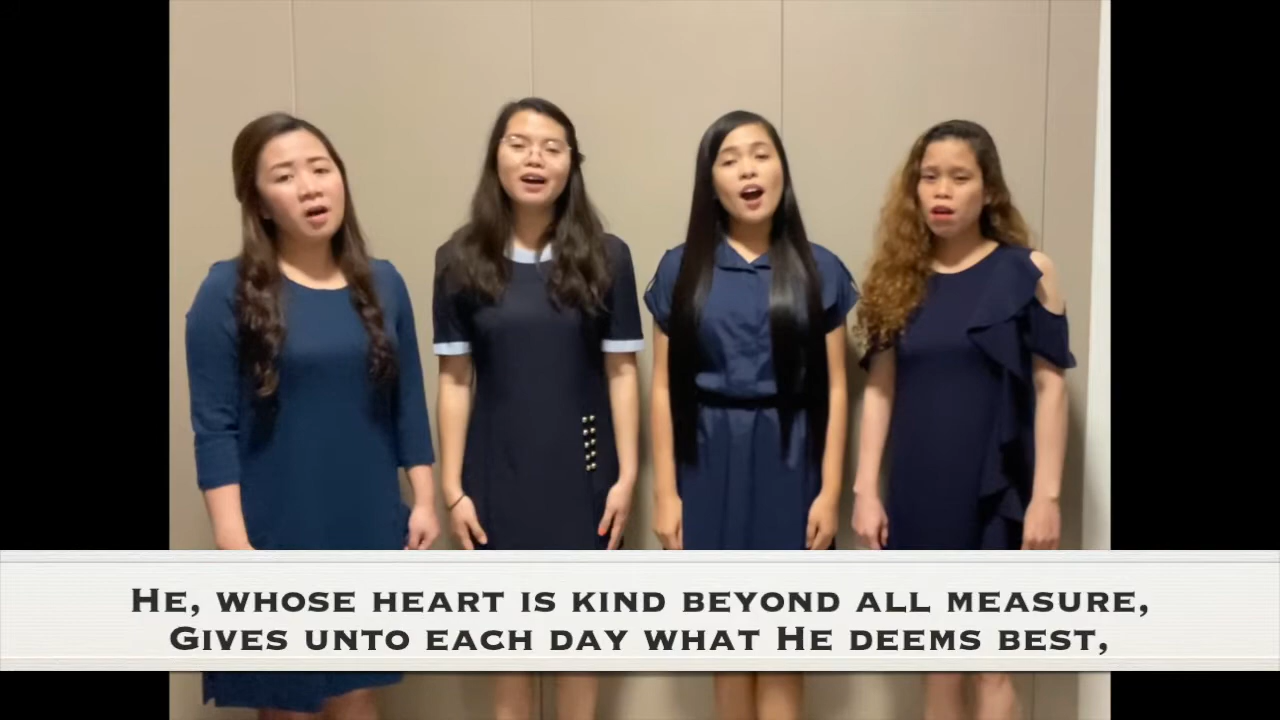 He, whose heart is kind beyond all measure,
Gives unto each day what He deems best,